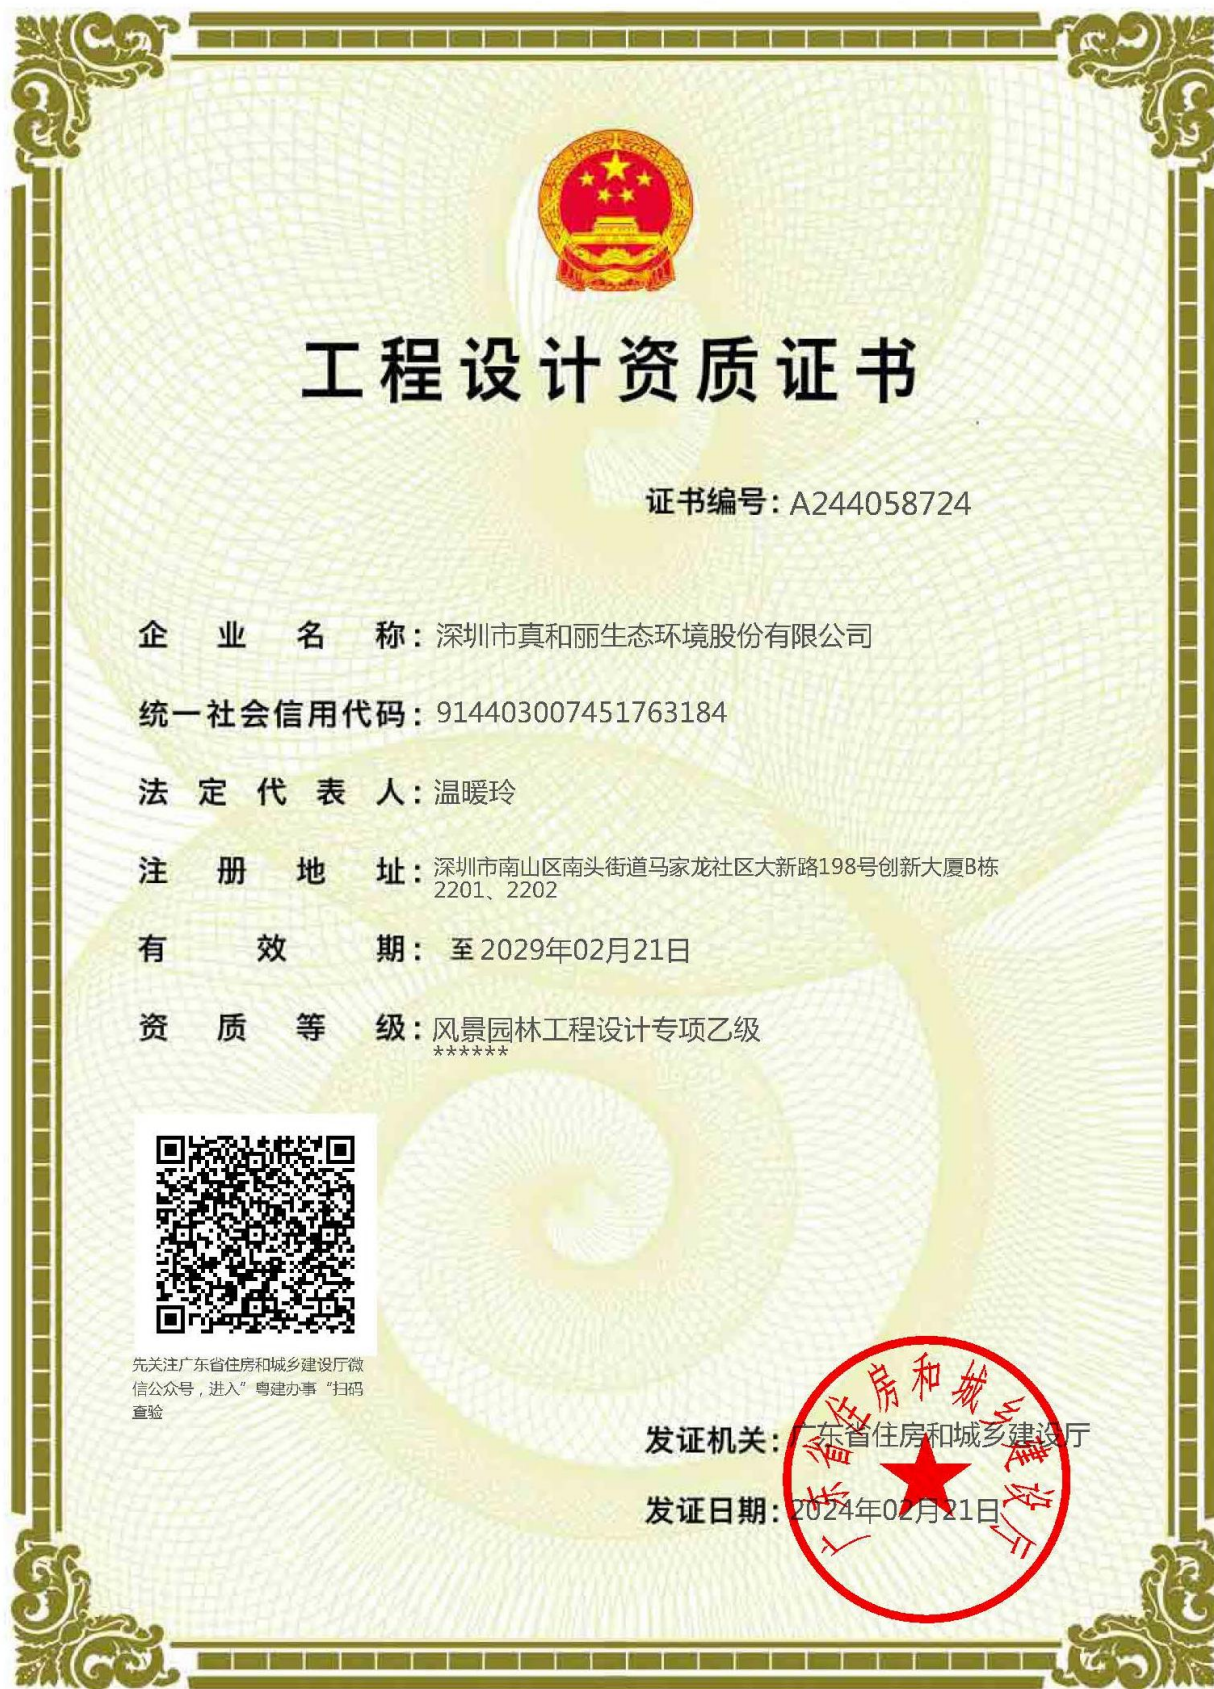 工程设计资质证书
证书编号：A244058724
企业名称：深圳市真和丽生态环境股份有限公司
统一社会信用代码：914403007451763184
法定代表人：温暖玲
注册地址：深圳市南山区南头街道马家龙社区大新路198号创新大厦B栋
2201、2202
有效期：至2029年02月21日
资质等级：风景园林工程设计专项乙级
******
先关注广东省住房和城乡建设厅微
信公众号，进入”粤建办事“扫码
查验
发证机关：广东省住房和城乡建设厅
发证日期：2024年02月21日
广东省住房和城乡建设厅